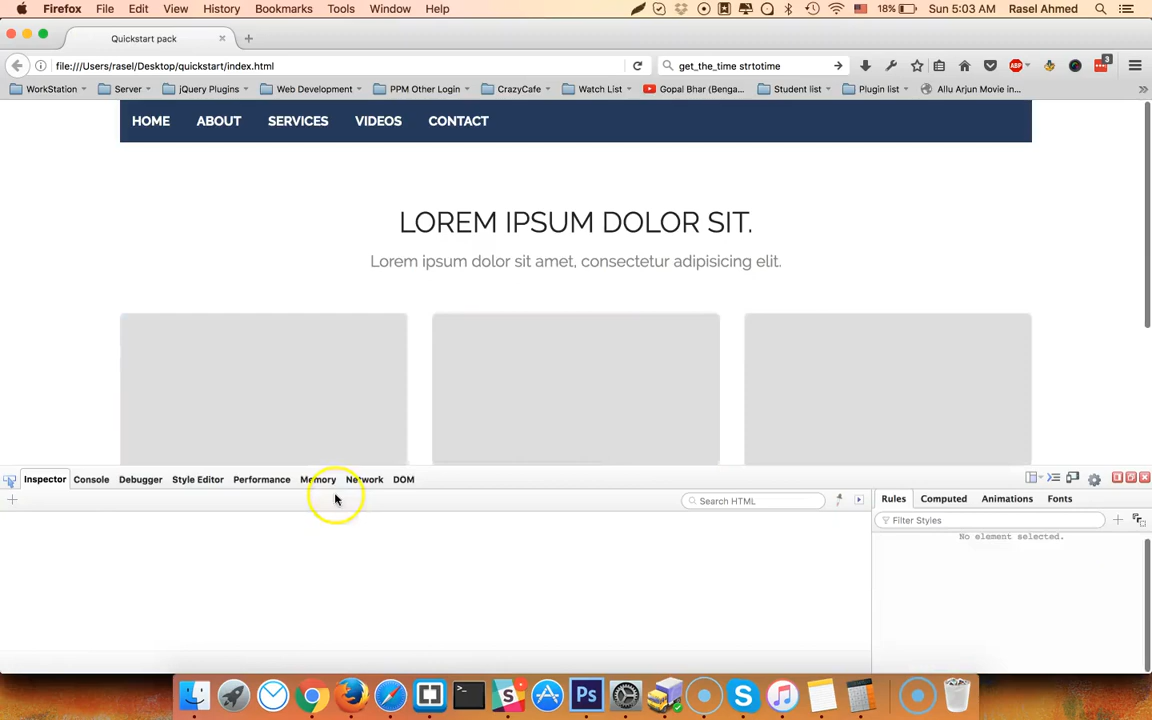 Firefox File Edit View History Bookmarks Tools Window Help 18% Sun 5:03 AM Rasel Ahmed
Quickstart pack
file:///Users/rasel/Desktop/quickstart/index.html get_the_time strtotime ABP 3
WorkStation Server jQuery Plugins Web Development PPM Other Login CrazyCafe Watch List Gopal Bhar (Benga... Student list Plugin list Allu Arjun Movie in...
HOME ABOUT SERVICES VIDEOS CONTACT
LOREM IPSUM DOLOR SIT.
Lorem ipsum dolor sit amet, consectetur adipisicing elit.
Inspector Console Debugger Style Editor Performance Memory Network DOM
Search HTML Rules Computed Animations Fonts
Filter Styles
No element selected.
Ps